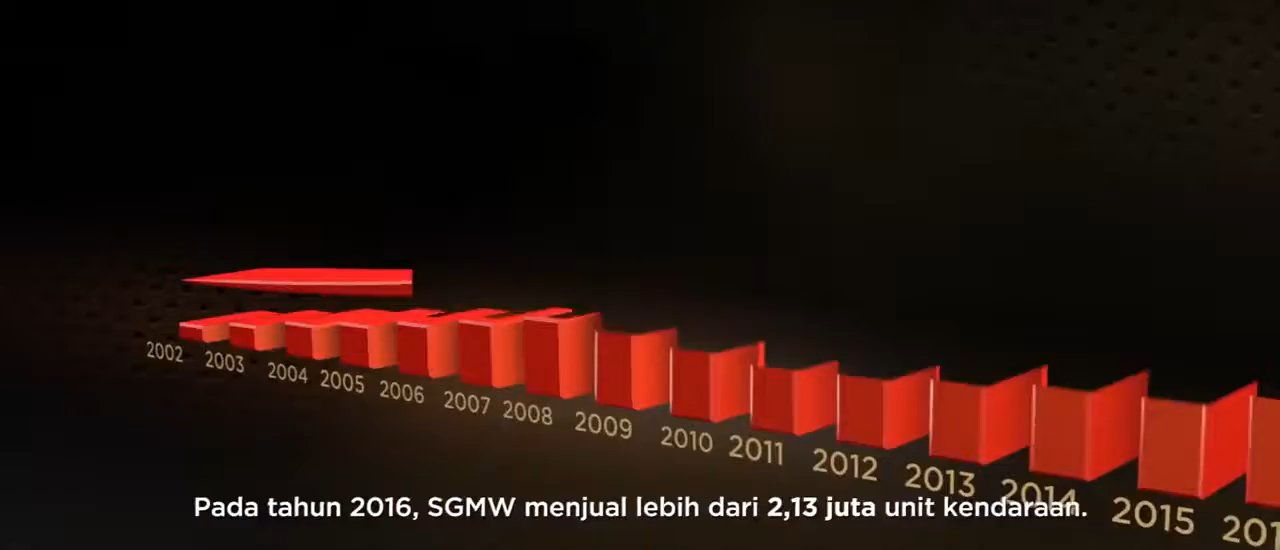 2002 2003 2004 2005 2006 2007 2008 2009 2010 2011 2012 2013 2014 2015
Pada tahun 2016, SGMW menjual lebih dari 2,13 juta unit kendaraan.